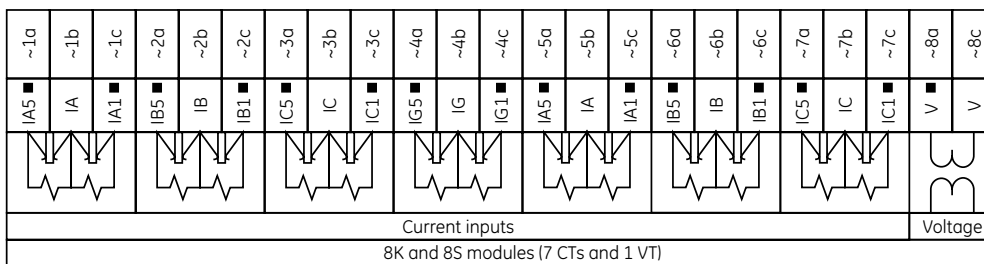 ~1a ~1b ~1c ~2a ~2b ~2c ~3a ~3b ~3c ~4a ~4b ~4c ~5a ~5b ~5c ~6a ~6b ~6c ~7a ~7b ~7c ~8a ~8c
IA5 IA IA1 IB5 IB IB1 IC5 IC IC1 IG5 IG IG1 IA5 IA IA1 IB5 IB IB1 IC5 IC IC1 V V
Current inputs Voltage
8K and 8S modules (7 CTs and 1 VT)